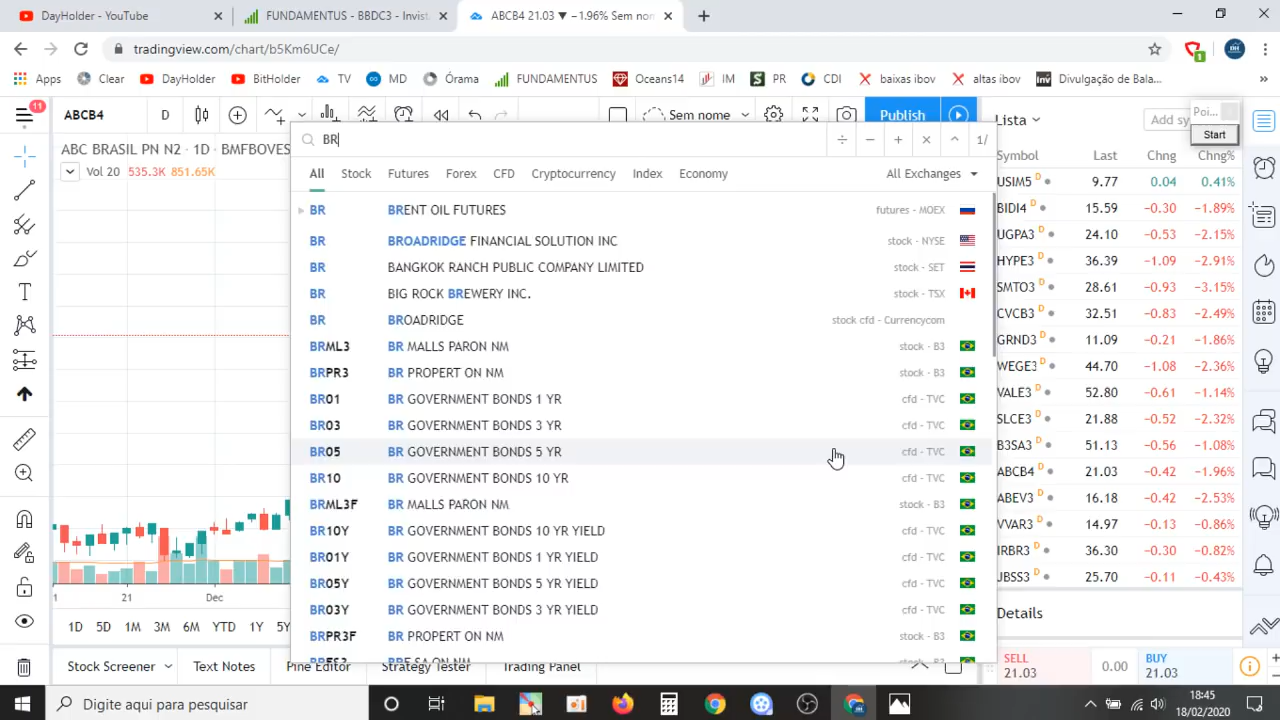 DayHolder - YouTube
FUNDAMENTUS - BBDC3 - Invist
ABCB4 21.03 ▼ −1.96% Sem nom
tradingview.com/chart/b5Km6UCe/
1
Apps Clear DayHolder BitHolder TV MD Órama FUNDAMENTUS Oceans14 IM PR CDI baixas ibov altas ibov Divulgação de Bala... »
11
ABCB4 D Sem nome Publish Lista Add sy
Poi...
Start
ABC BRASIL PN N2 · 1D · BMFBOVES
Vol 20 535.3K 851.65K
BR ÷ − + × 1/
All Stock Futures Forex CFD Cryptocurrency Index Economy All Exchanges
BR BRENT OIL FUTURES futures - MOEX
BR BROADRIDGE FINANCIAL SOLUTION INC stock - NYSE
BR BANGKOK RANCH PUBLIC COMPANY LIMITED stock - SET
BR BIG ROCK BREWERY INC. stock - TSX
BR BROADRIDGE stock cfd - Currencycom
BRML3 BR MALLS PARON NM stock - B3
BRPR3 BR PROPERT ON NM stock - B3
BR01 BR GOVERNMENT BONDS 1 YR cfd - TVC
BR03 BR GOVERNMENT BONDS 3 YR cfd - TVC
BR05 BR GOVERNMENT BONDS 5 YR cfd - TVC
BR10 BR GOVERNMENT BONDS 10 YR cfd - TVC
BRML3F BR MALLS PARON NM stock - B3
BR10Y BR GOVERNMENT BONDS 10 YR YIELD cfd - TVC
BR01Y BR GOVERNMENT BONDS 1 YR YIELD cfd - TVC
BR05Y BR GOVERNMENT BONDS 5 YR YIELD cfd - TVC
BR03Y BR GOVERNMENT BONDS 3 YR YIELD cfd - TVC
BRPR3F BR PROPERT ON NM stock - B3
Symbol Last Chng Chng%
USIM5 D 9.77 0.04 0.41%
BIDI4 D 15.59 −0.30 −1.89%
UGPA3 D 24.10 −0.53 −2.15%
HYPE3 D 36.39 −1.09 −2.91%
SMTO3 D 28.61 −0.93 −3.15%
CVCB3 D 32.51 −0.83 −2.49%
GRND3 D 11.09 −0.21 −1.86%
WEGE3 D 44.70 −1.08 −2.36%
VALE3 D 52.80 −0.61 −1.14%
SLCE3 D 21.88 −0.52 −2.32%
B3SA3 D 51.13 −0.56 −1.08%
ABCB4 D 21.03 −0.42 −1.96%
ABEV3 D 16.18 −0.42 −2.53%
VVAR3 D 14.97 −0.13 −0.86%
IRBR3 D 36.30 −0.30 −0.82%
JBSS3 D 25.70 −0.11 −0.43%
21 Dec
1D 5D 1M 3M 6M YTD 1Y 5Y
Details
Stock Screener Text Notes Pine Editor Strategy Tester Trading Panel
SELL
21.03
0.00
BUY
21.03
Digite aqui para pesquisar
18:45
18/02/2020